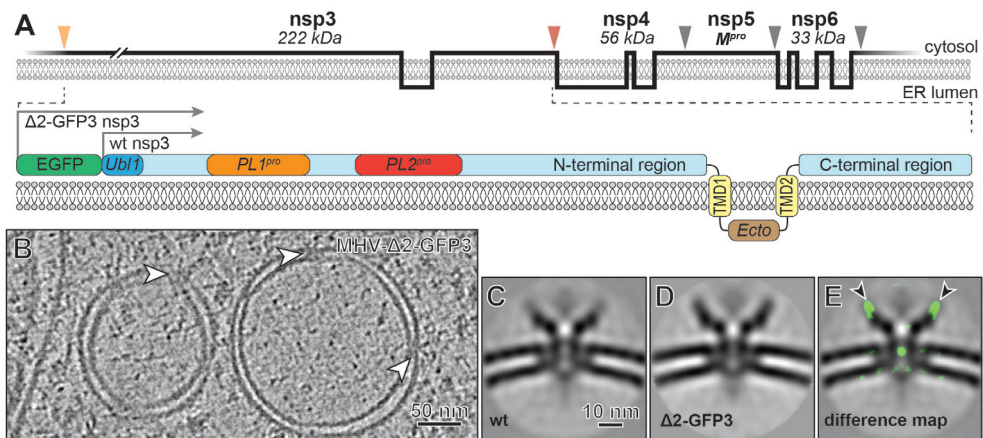 A
nsp3 nsp4 nsp5 nsp6
222 kDa 56 kDa Mpro 33 kDa
cytosol
ER lumen
Δ2-GFP3 nsp3
wt nsp3
EGFP Ubl1 PL1pro PL2pro N-terminal region C-terminal region
TMD1 TMD2
Ecto
B MHV-Δ2-GFP3
50 nm
C D E
wt 10 nm Δ2-GFP3 difference map